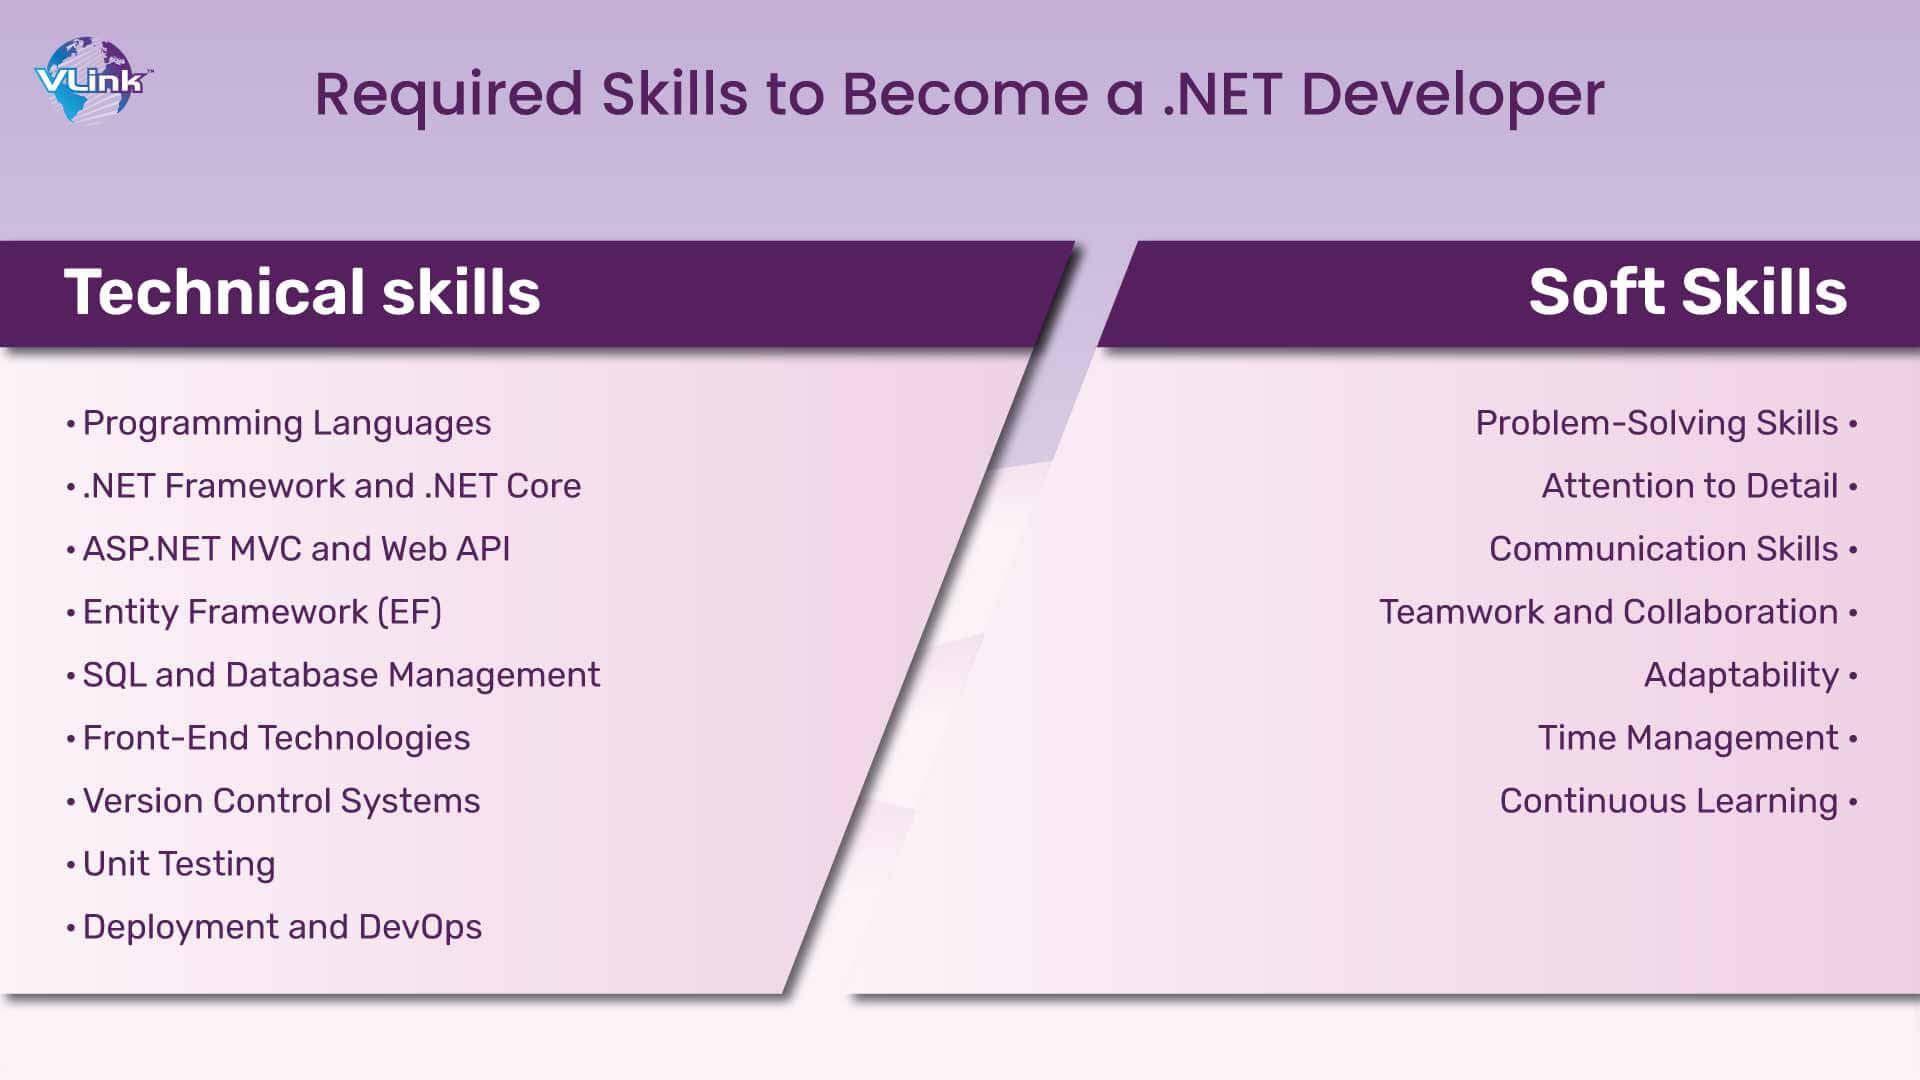 VLink™
Required Skills to Become a .NET Developer
Technical skills
• Programming Languages
• .NET Framework and .NET Core
• ASP.NET MVC and Web API
• Entity Framework (EF)
• SQL and Database Management
• Front-End Technologies
• Version Control Systems
• Unit Testing
• Deployment and DevOps
Soft Skills
Problem-Solving Skills •
Attention to Detail •
Communication Skills •
Teamwork and Collaboration •
Adaptability •
Time Management •
Continuous Learning •